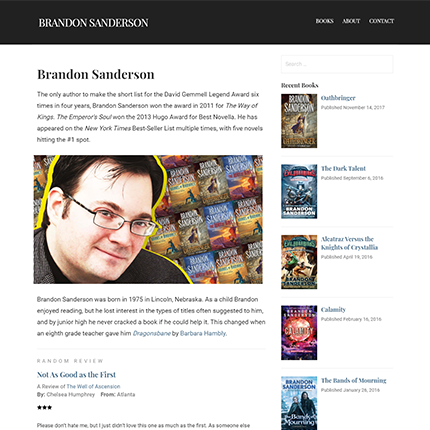 BRANDON SANDERSON
BOOKS ABOUT CONTACT
Brandon Sanderson
The only author to make the short list for the David Gemmell Legend Award six
times in four years, Brandon Sanderson won the award in 2011 for The Way of
Kings. The Emperor's Soul won the 2013 Hugo Award for Best Novella. He has
appeared on the New York Times Best-Seller List multiple times, with five novels
hitting the #1 spot.
Brandon Sanderson was born in 1975 in Lincoln, Nebraska. As a child Brandon
enjoyed reading, but he lost interest in the types of titles often suggested to him,
and by junior high he never cracked a book if he could help it. This changed when
an eighth grade teacher gave him Dragonsbane by Barbara Hambly.
RANDOM REVIEW
Not As Good as the First
A Review of The Wall of Ascension
By: Chelsea Humphrey From: Atlanta
Please don't hate me, but I just didn't love this one as much as the first. As someone else
Search
Recent Books
Oathbringer
Published November 14, 2017
The Dark Talent
Published September 6, 2016
BRANDON
SANDERSON
Alcatraz Versus the
Knights of Crystallia
Published April 19, 2016
Calamity
Published February 16, 2016
CALAMITY
The Bands of Mourning
Published January 26, 2016
BRANDON
SANDERSON
The Bands of
Mourning